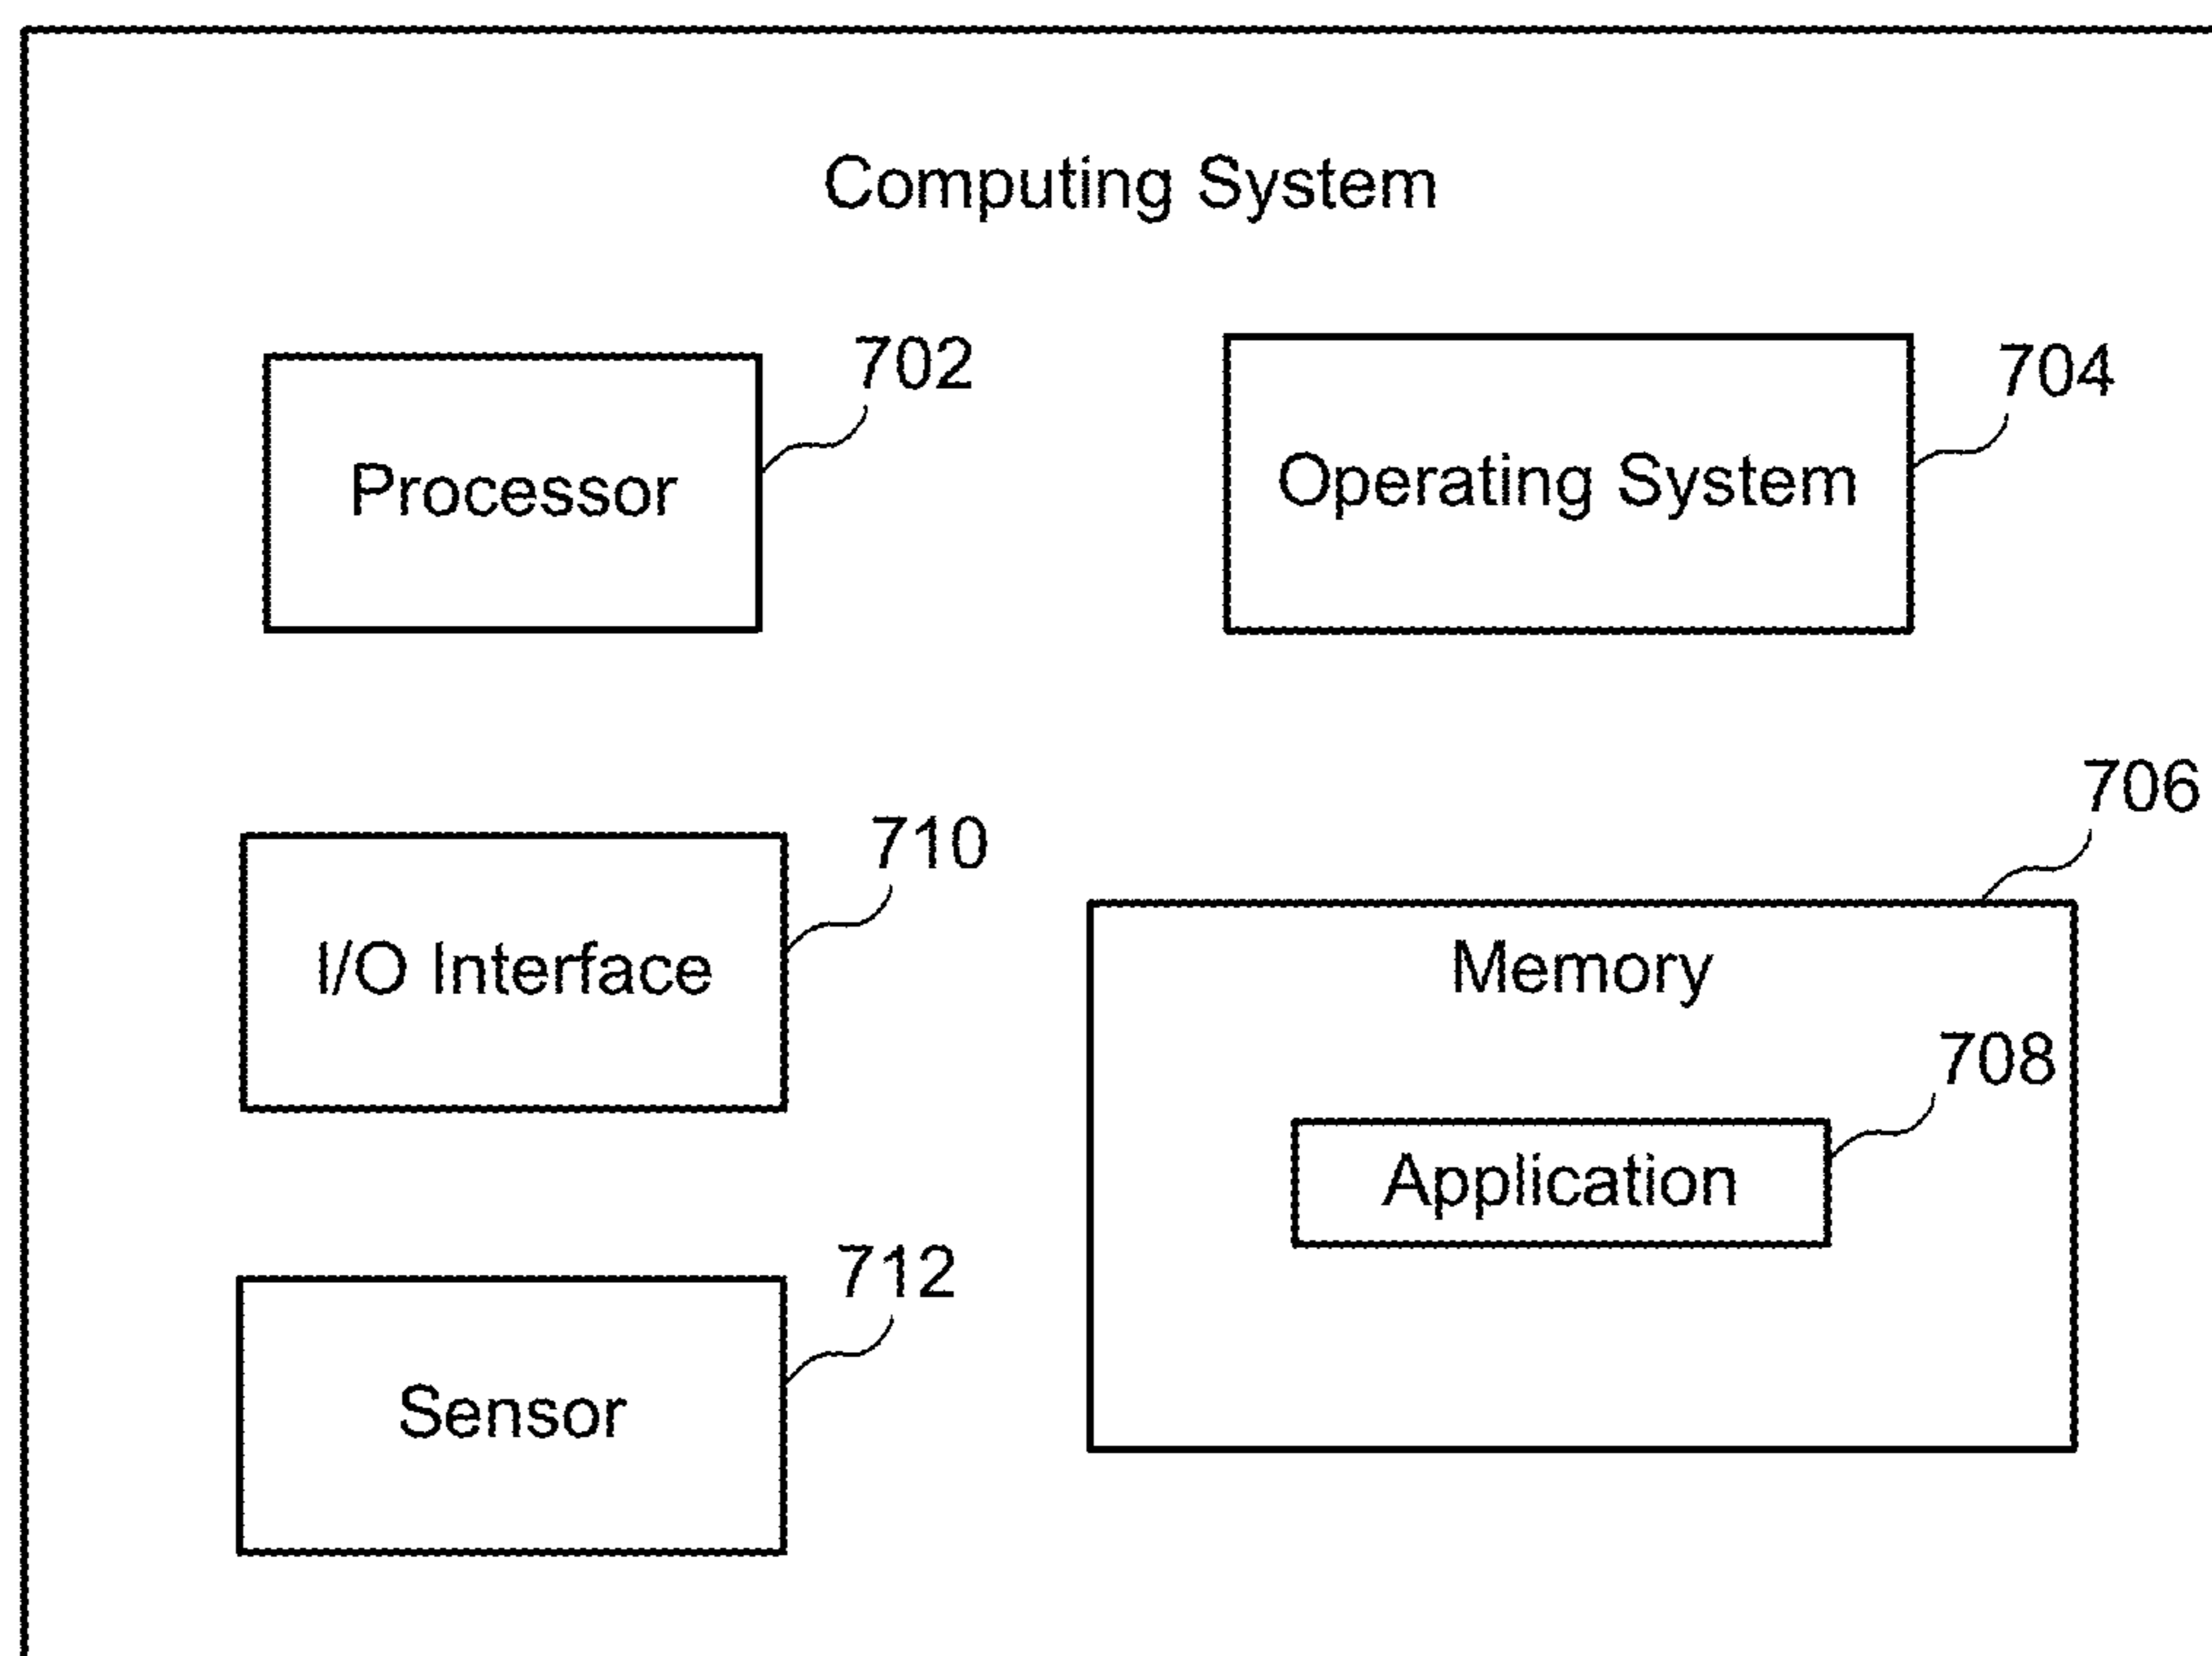 Computing System
702
Processor
704
Operating System
710
I/O Interface
706
Memory
708
Application
712
Sensor